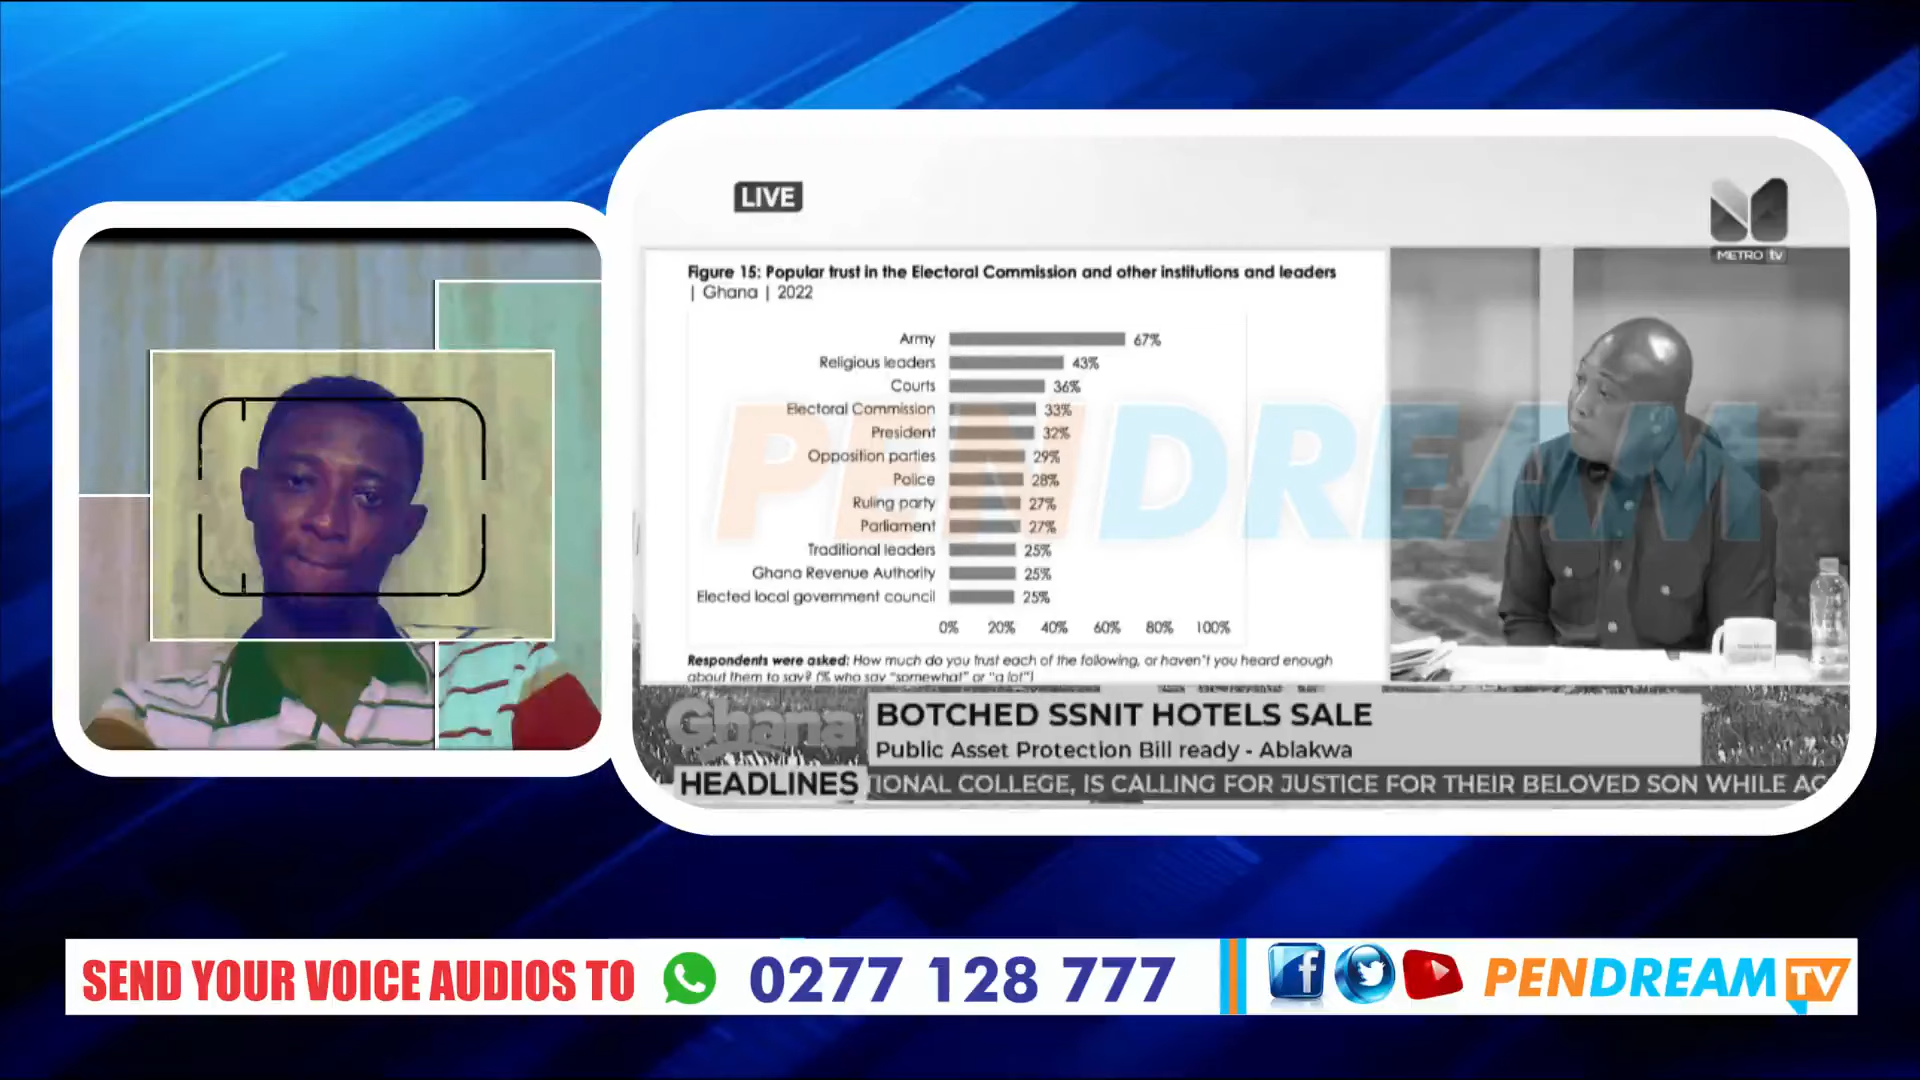 LIVE
METRO tv
Figure 15: Popular trust in the Electoral Commission and other institutions and leaders
| Ghana | 2022
Army 67%
Religious leaders 43%
Courts 36%
Electoral Commission 33%
President 32%
Opposition parties 29%
Police 28%
Ruling party 27%
Parliament 27%
Traditional leaders 25%
Ghana Revenue Authority 25%
Elected local government council 25%
0% 20% 40% 60% 80% 100%
PENDREAM
Respondents were asked: How much do you trust each of the following, or haven't you heard enough
about them to say? (% who say "somewhat" or "a lot")
Ghana
BOTCHED SSNIT HOTELS SALE
Public Asset Protection Bill ready - Ablakwa
HEADLINES
TIONAL COLLEGE, IS CALLING FOR JUSTICE FOR THEIR BELOVED SON WHILE AC
SEND YOUR VOICE AUDIOS TO 0277 128 777 PENDREAM TV